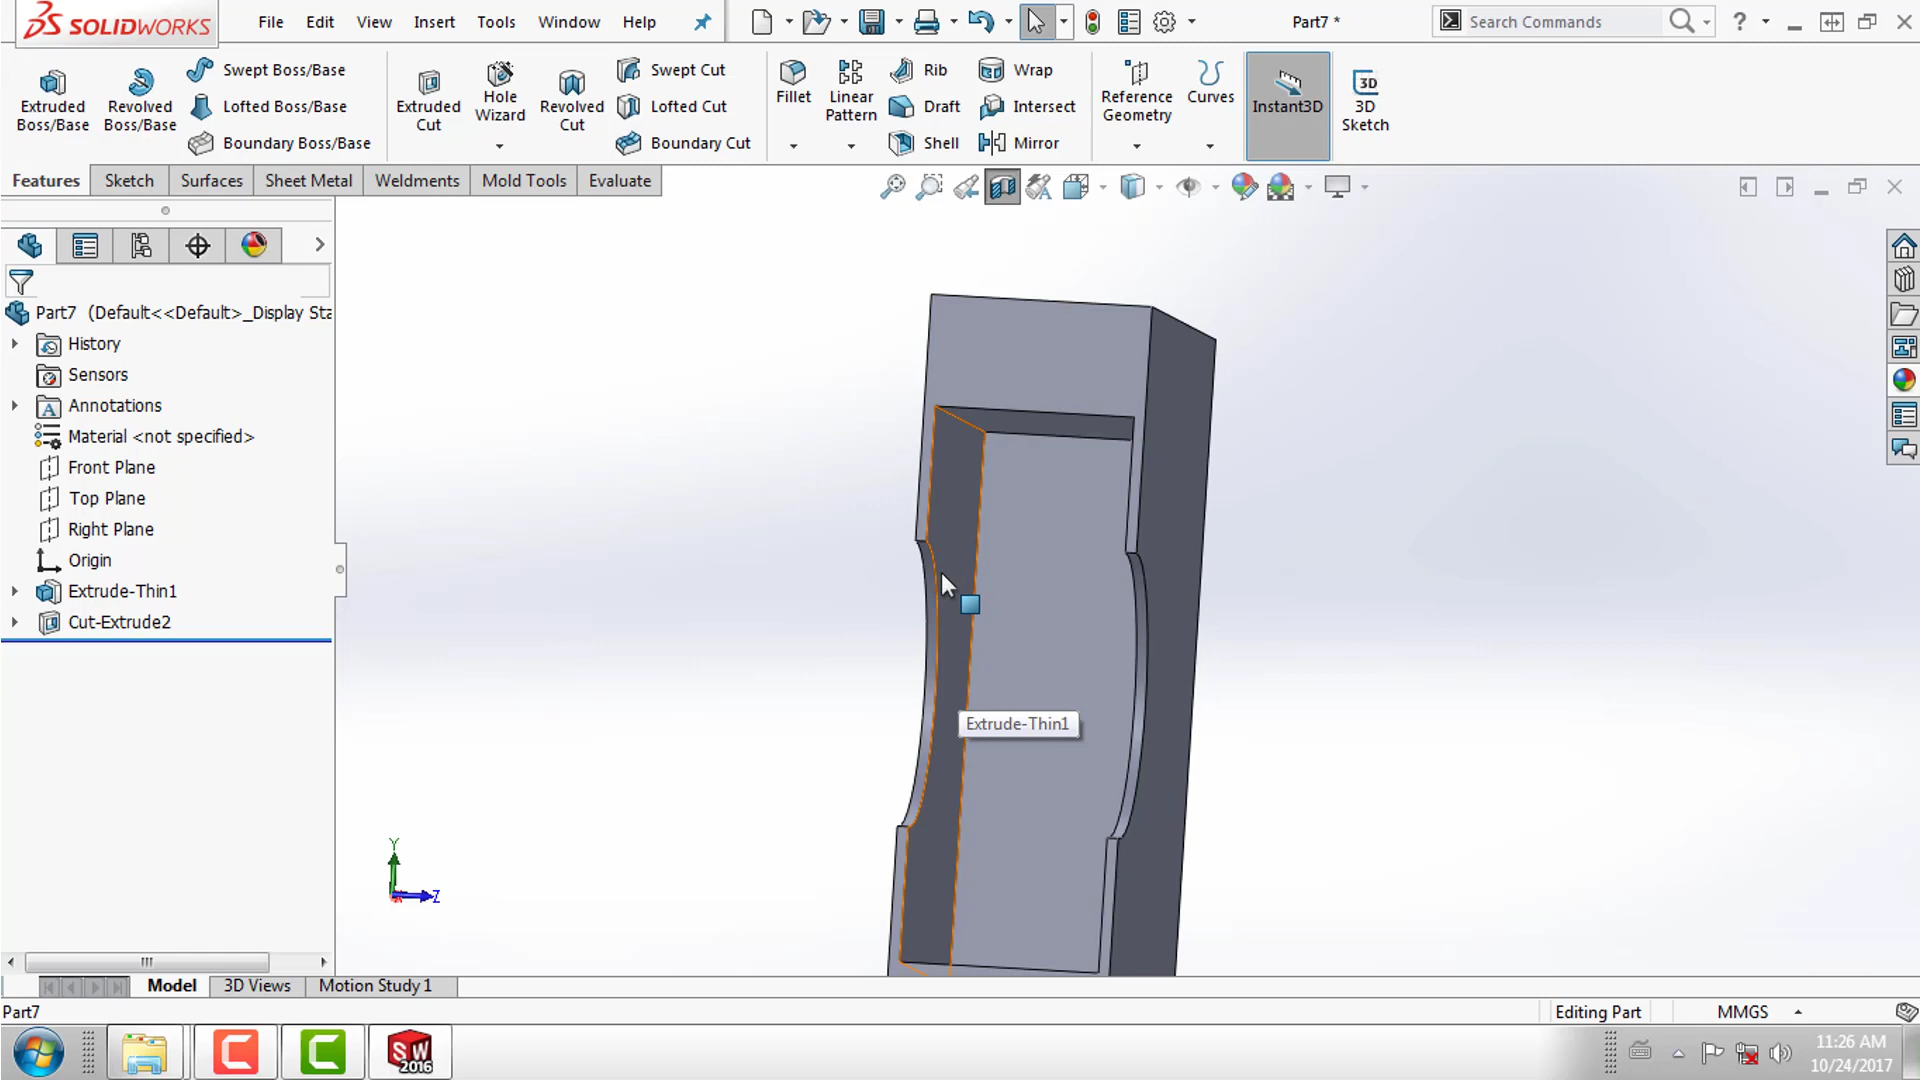 SOLIDWORKS File Edit View Insert Tools Window Help Part7 * Search Commands ?
Extruded Boss/Base
Revolved Boss/Base
Swept Boss/Base
Lofted Boss/Base
Boundary Boss/Base
Extruded Cut
Hole Wizard
Revolved Cut
Swept Cut
Lofted Cut
Boundary Cut
Fillet
Linear Pattern
Rib
Draft
Shell
Wrap
Intersect
Mirror
Reference Geometry
Curves
Instant3D
3D Sketch
Features Sketch Surfaces Sheet Metal Weldments Mold Tools Evaluate
Part7 (Default<<Default>_Display Sta
History
Sensors
Annotations
Material <not specified>
Front Plane
Top Plane
Right Plane
Origin
Extrude-Thin1
Cut-Extrude2
Extrude-Thin1
Y
Z
Model 3D Views Motion Study 1
Part7 Editing Part MMGS
SW 2016
11:26 AM
10/24/2017